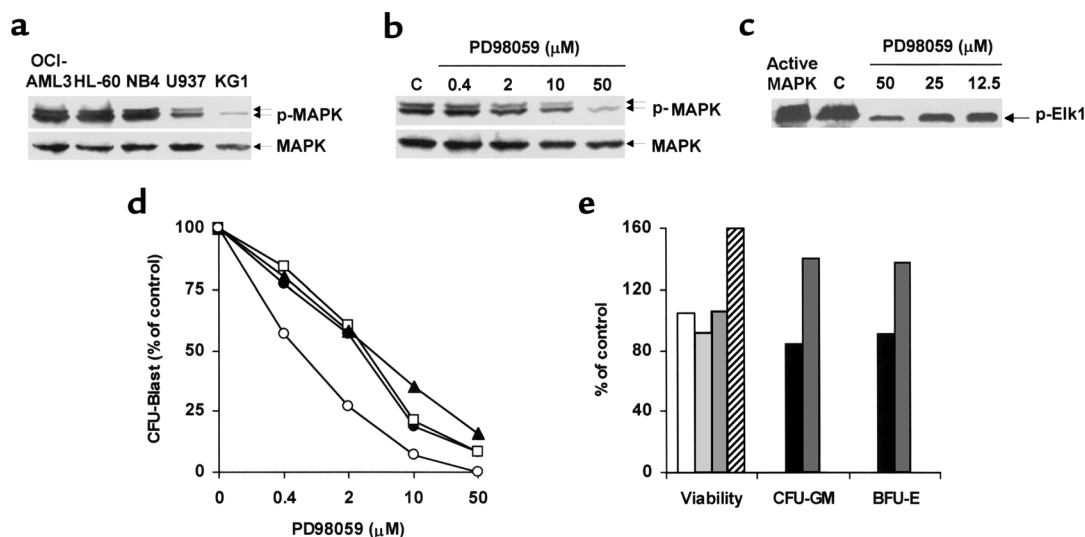 a
OCI-
AML3 HL-60 NB4 U937 KG1
p-MAPK
MAPK
b
PD98059 (μM)
C 0.4 2 10 50
p-MAPK
MAPK
c
PD98059 (μM)
Active
MAPK C 50 25 12.5
p-Elk1
d
CFU-Blast (% of control)
100
75
50
25
0
0 0.4 2 10 50
PD98059 (μM)
e
% of control
160
120
80
40
0
Viability CFU-GM BFU-E